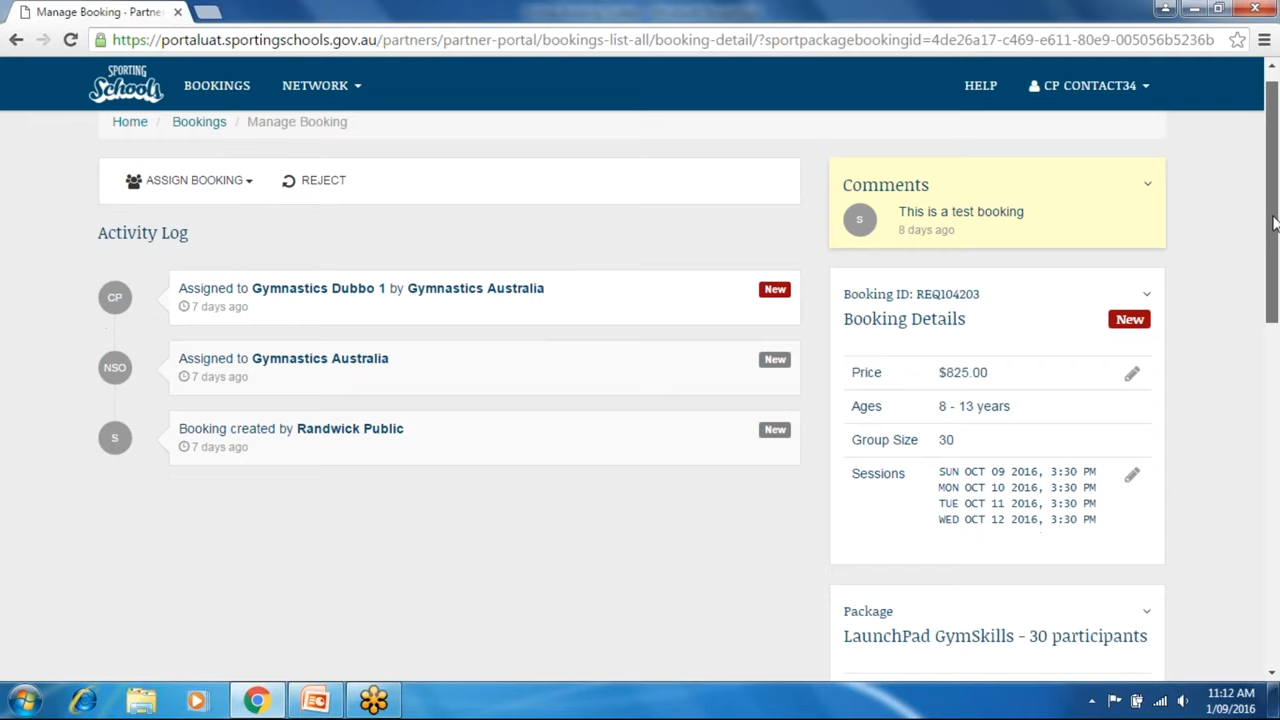 Manage Booking - Partne
https://portaluat.sportingschools.gov.au/partners/partner-portal/bookings-list-all/booking-detail/?sportpackagebookingid=4de26a17-c469-e611-80e9-005056b5236b
SPORTING
Schools
BOOKINGS
NETWORK
HELP
CP CONTACT34
Home / Bookings / Manage Booking
ASSIGN BOOKING
REJECT
Activity Log
CP
Assigned to Gymnastics Dubbo 1 by Gymnastics Australia
New
7 days ago
NSO
Assigned to Gymnastics Australia
New
7 days ago
S
Booking created by Randwick Public
New
7 days ago
Comments
S
This is a test booking
8 days ago
Booking ID: REQ104203
Booking Details
New
Price $825.00
Ages 8 - 13 years
Group Size 30
Sessions SUN OCT 09 2016, 3:30 PM
MON OCT 10 2016, 3:30 PM
TUE OCT 11 2016, 3:30 PM
WED OCT 12 2016, 3:30 PM
Package
LaunchPad GymSkills - 30 participants
11:12 AM
1/09/2016